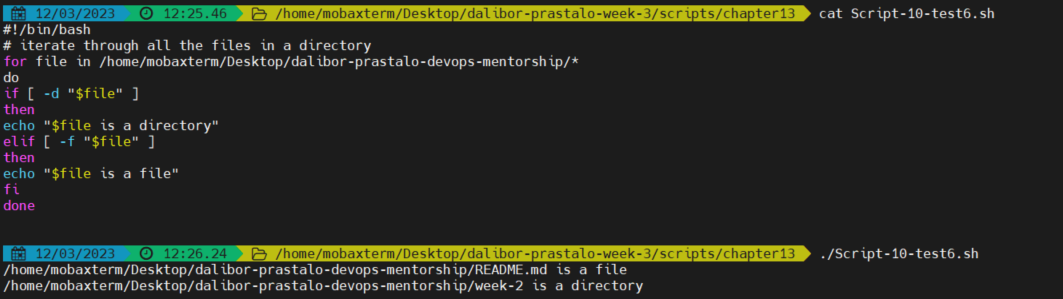 12/03/2023 12:25.46 /home/mobaxterm/Desktop/dalibor-prastalo-week-3/scripts/chapter13 cat Script-10-test6.sh
#!/bin/bash
# iterate through all the files in a directory
for file in /home/mobaxterm/Desktop/dalibor-prastalo-devops-mentorship/*
do
if [ -d "$file" ]
then
echo "$file is a directory"
elif [ -f "$file" ]
then
echo "$file is a file"
fi
done
12/03/2023 12:26.24 /home/mobaxterm/Desktop/dalibor-prastalo-week-3/scripts/chapter13 ./Script-10-test6.sh
/home/mobaxterm/Desktop/dalibor-prastalo-devops-mentorship/README.md is a file
/home/mobaxterm/Desktop/dalibor-prastalo-devops-mentorship/week-2 is a directory